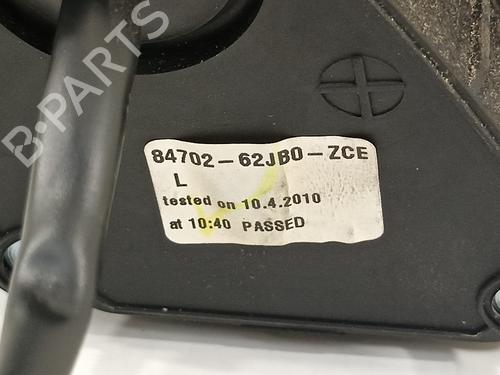 B-PARTS
84702-62JB0-ZCE
L
tested on 10.4.2010
at 10:40 PASSED